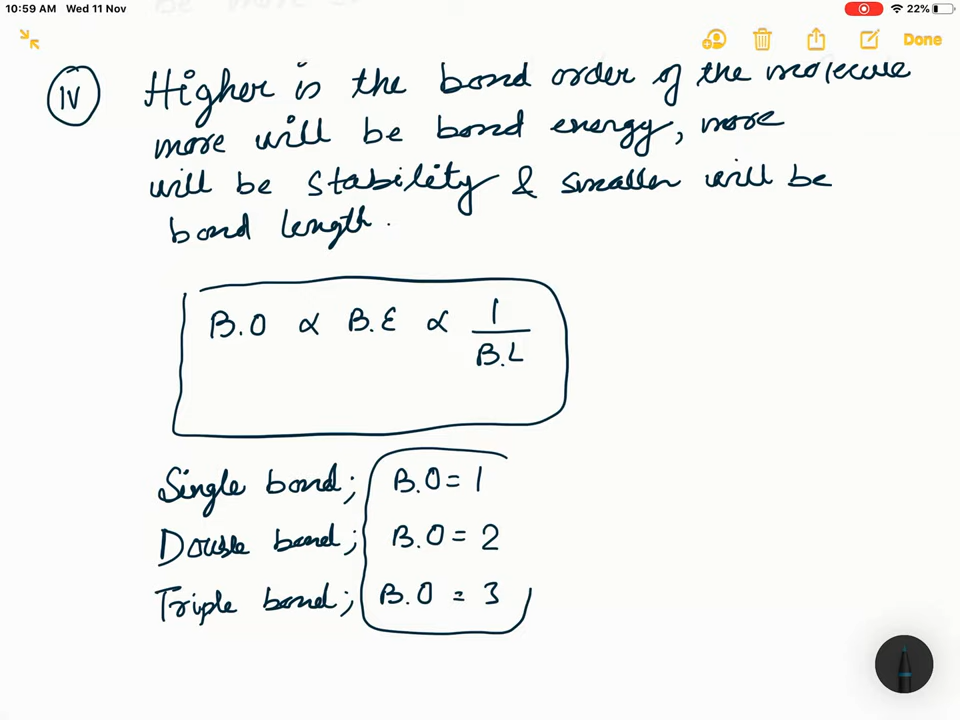 10:59 AM Wed 11 Nov
22%
Done
be more
(iv) Higher is the bond order of the molecule
more will be bond energy, more
will be stability & smaller will be
bond length.
B.O ∝ B.E ∝ 1/B.L
Single bond; B.O = 1
Double bond; B.O = 2
Triple bond; B.O = 3